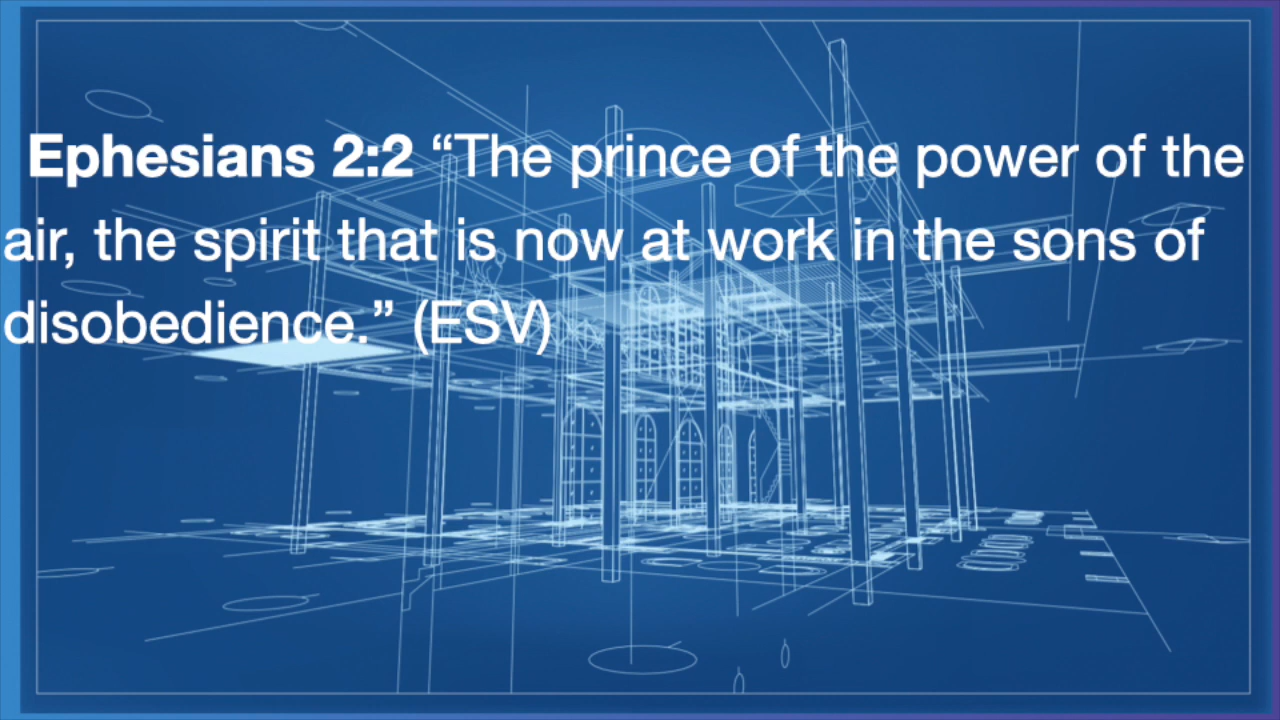 Ephesians 2:2 “The prince of the power of the
air, the spirit that is now at work in the sons of
disobedience.” (ESV)